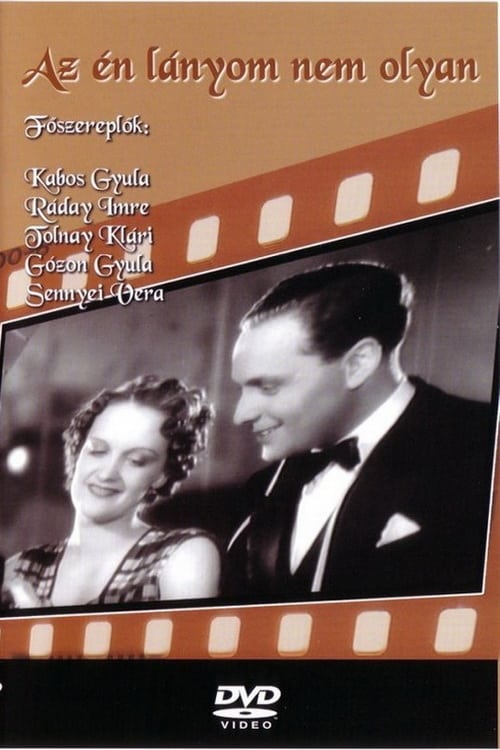 Az én lányom nem olyan
Főszereplők:
Kabos Gyula
Ráday Imre
Tolnay Klári
Gózon Gyula
Sennyei Vera
DVD
VIDEO